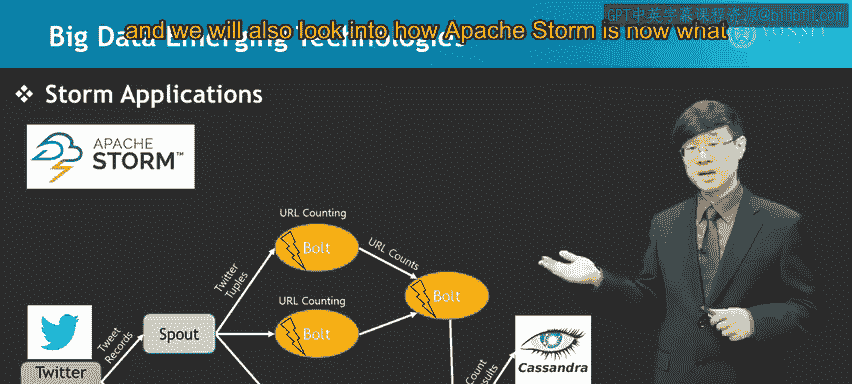 and we will also look into how Apache Storm is now what
Big Data Emerging Technologies
YONSEI
❖ Storm Applications
APACHE
STORM™
URL Counting
Bolt
URL Counts
Twitter
Tuples
Bolt
URL Counting
Bolt
Spout
Tweet
Records
Twitter
Cassandra
Count